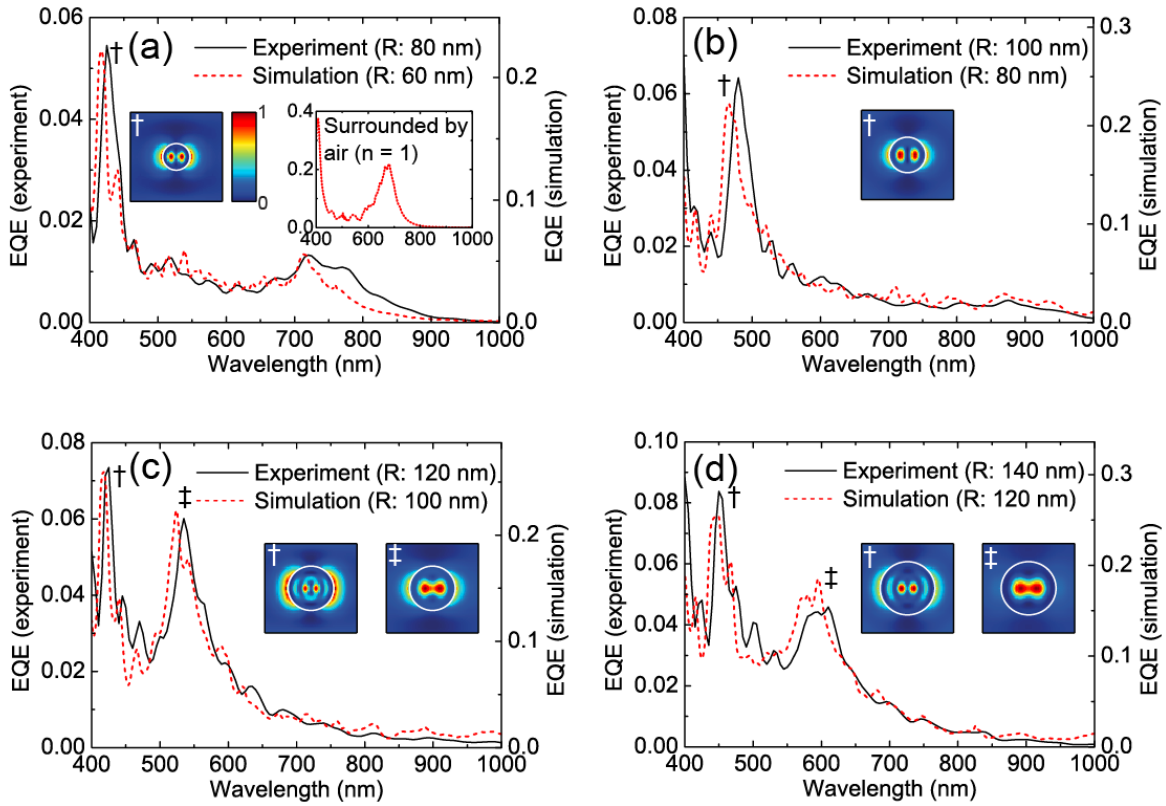 (a)
†
Experiment (R: 80 nm)
Simulation (R: 60 nm)
†
1
0
Surrounded by
air (n = 1)
0.4
0.2
0.0
400 600 800 1000
0.06
0.05
0.04
0.03
0.02
0.01
0.00
0.2
0.1
0.0
400 500 600 700 800 900 1000
EQE (experiment)
EQE (simulation)
Wavelength (nm)
(b)
†
Experiment (R: 100 nm)
Simulation (R: 80 nm)
†
0.08
0.06
0.04
0.02
0.00
0.3
0.2
0.1
0.0
400 500 600 700 800 900 1000
EQE (experiment)
EQE (simulation)
Wavelength (nm)
(c)
†
‡
Experiment (R: 120 nm)
Simulation (R: 100 nm)
†
‡
0.08
0.06
0.04
0.02
0.00
0.2
0.1
0.0
400 500 600 700 800 900 1000
EQE (experiment)
EQE (simulation)
Wavelength (nm)
(d)
†
‡
Experiment (R: 140 nm)
Simulation (R: 120 nm)
†
‡
0.10
0.08
0.06
0.04
0.02
0.00
0.3
0.2
0.1
0.0
400 500 600 700 800 900 1000
EQE (experiment)
EQE (simulation)
Wavelength (nm)